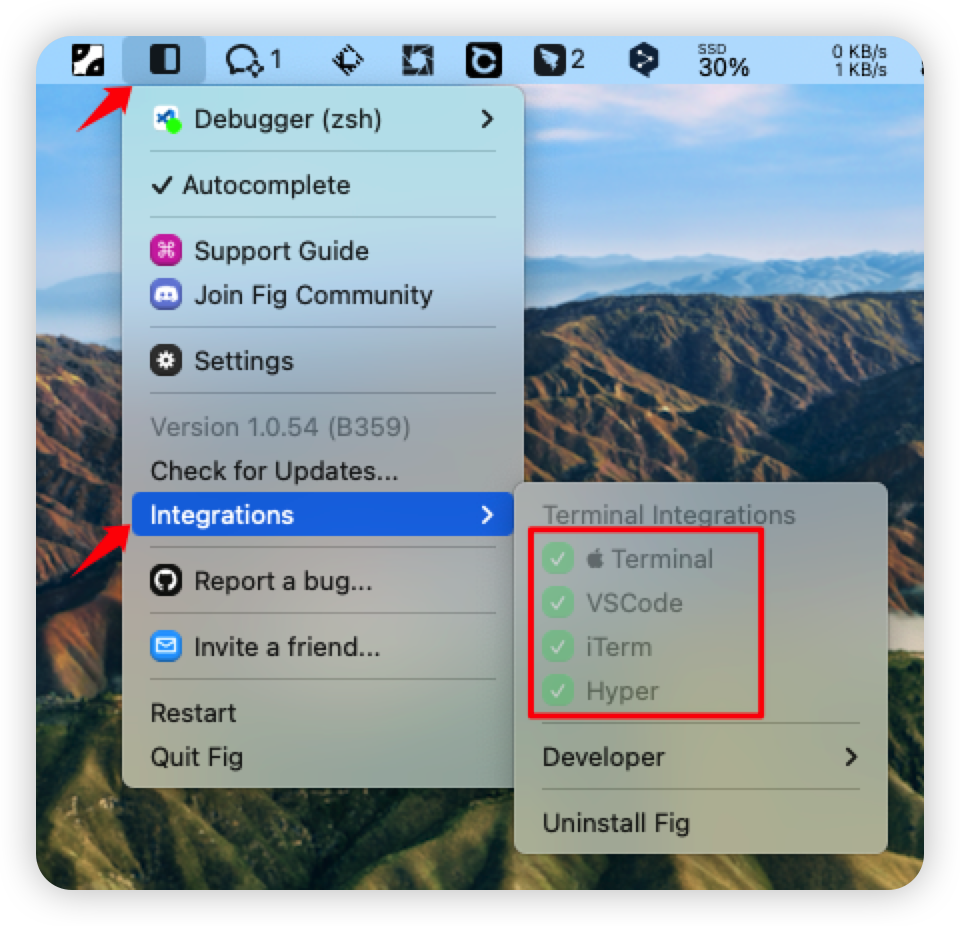 1
2
SSD
30%
0 KB/s
1 KB/s
Debugger (zsh)
Autocomplete
Support Guide
Join Fig Community
Settings
Version 1.0.54 (B359)
Check for Updates...
Integrations
Report a bug...
Invite a friend...
Restart
Quit Fig
Terminal Integrations
Terminal
VSCode
iTerm
Hyper
Developer
Uninstall Fig